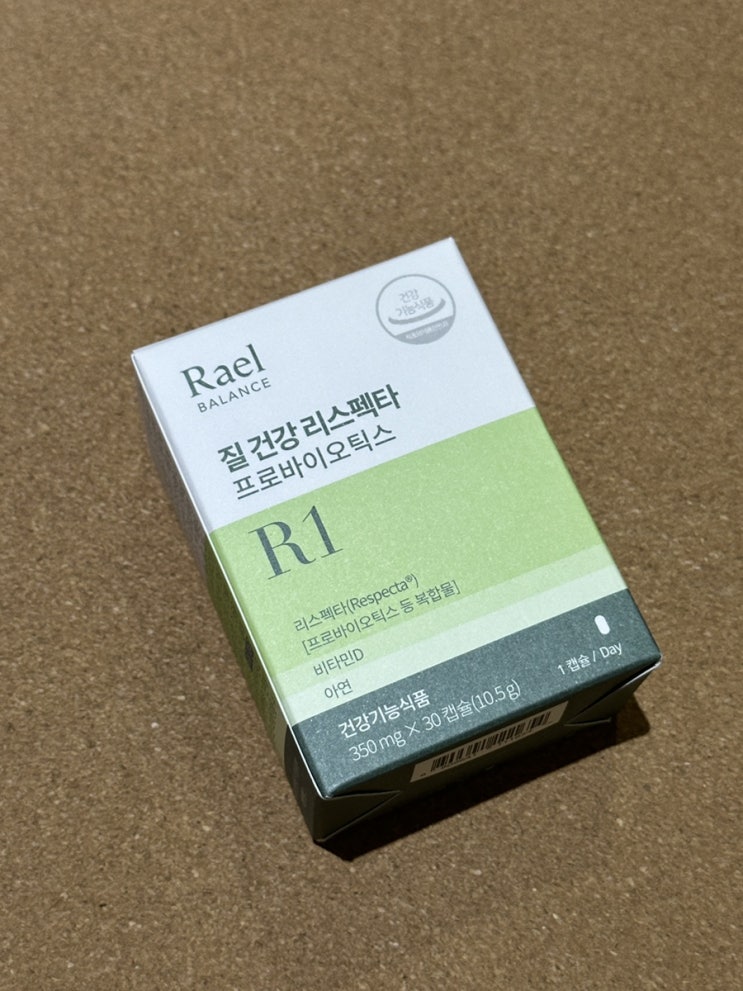 건강
기능식품
Rael
BALANCE
질 건강 리스펙타
프로바이오틱스
R1
리스펙타(Respecta®)
[프로바이오틱스 등 복합물]
비타민D
아연
1 캡슐 / Day
건강기능식품
350 mg × 30 캡슐(10.5 g)